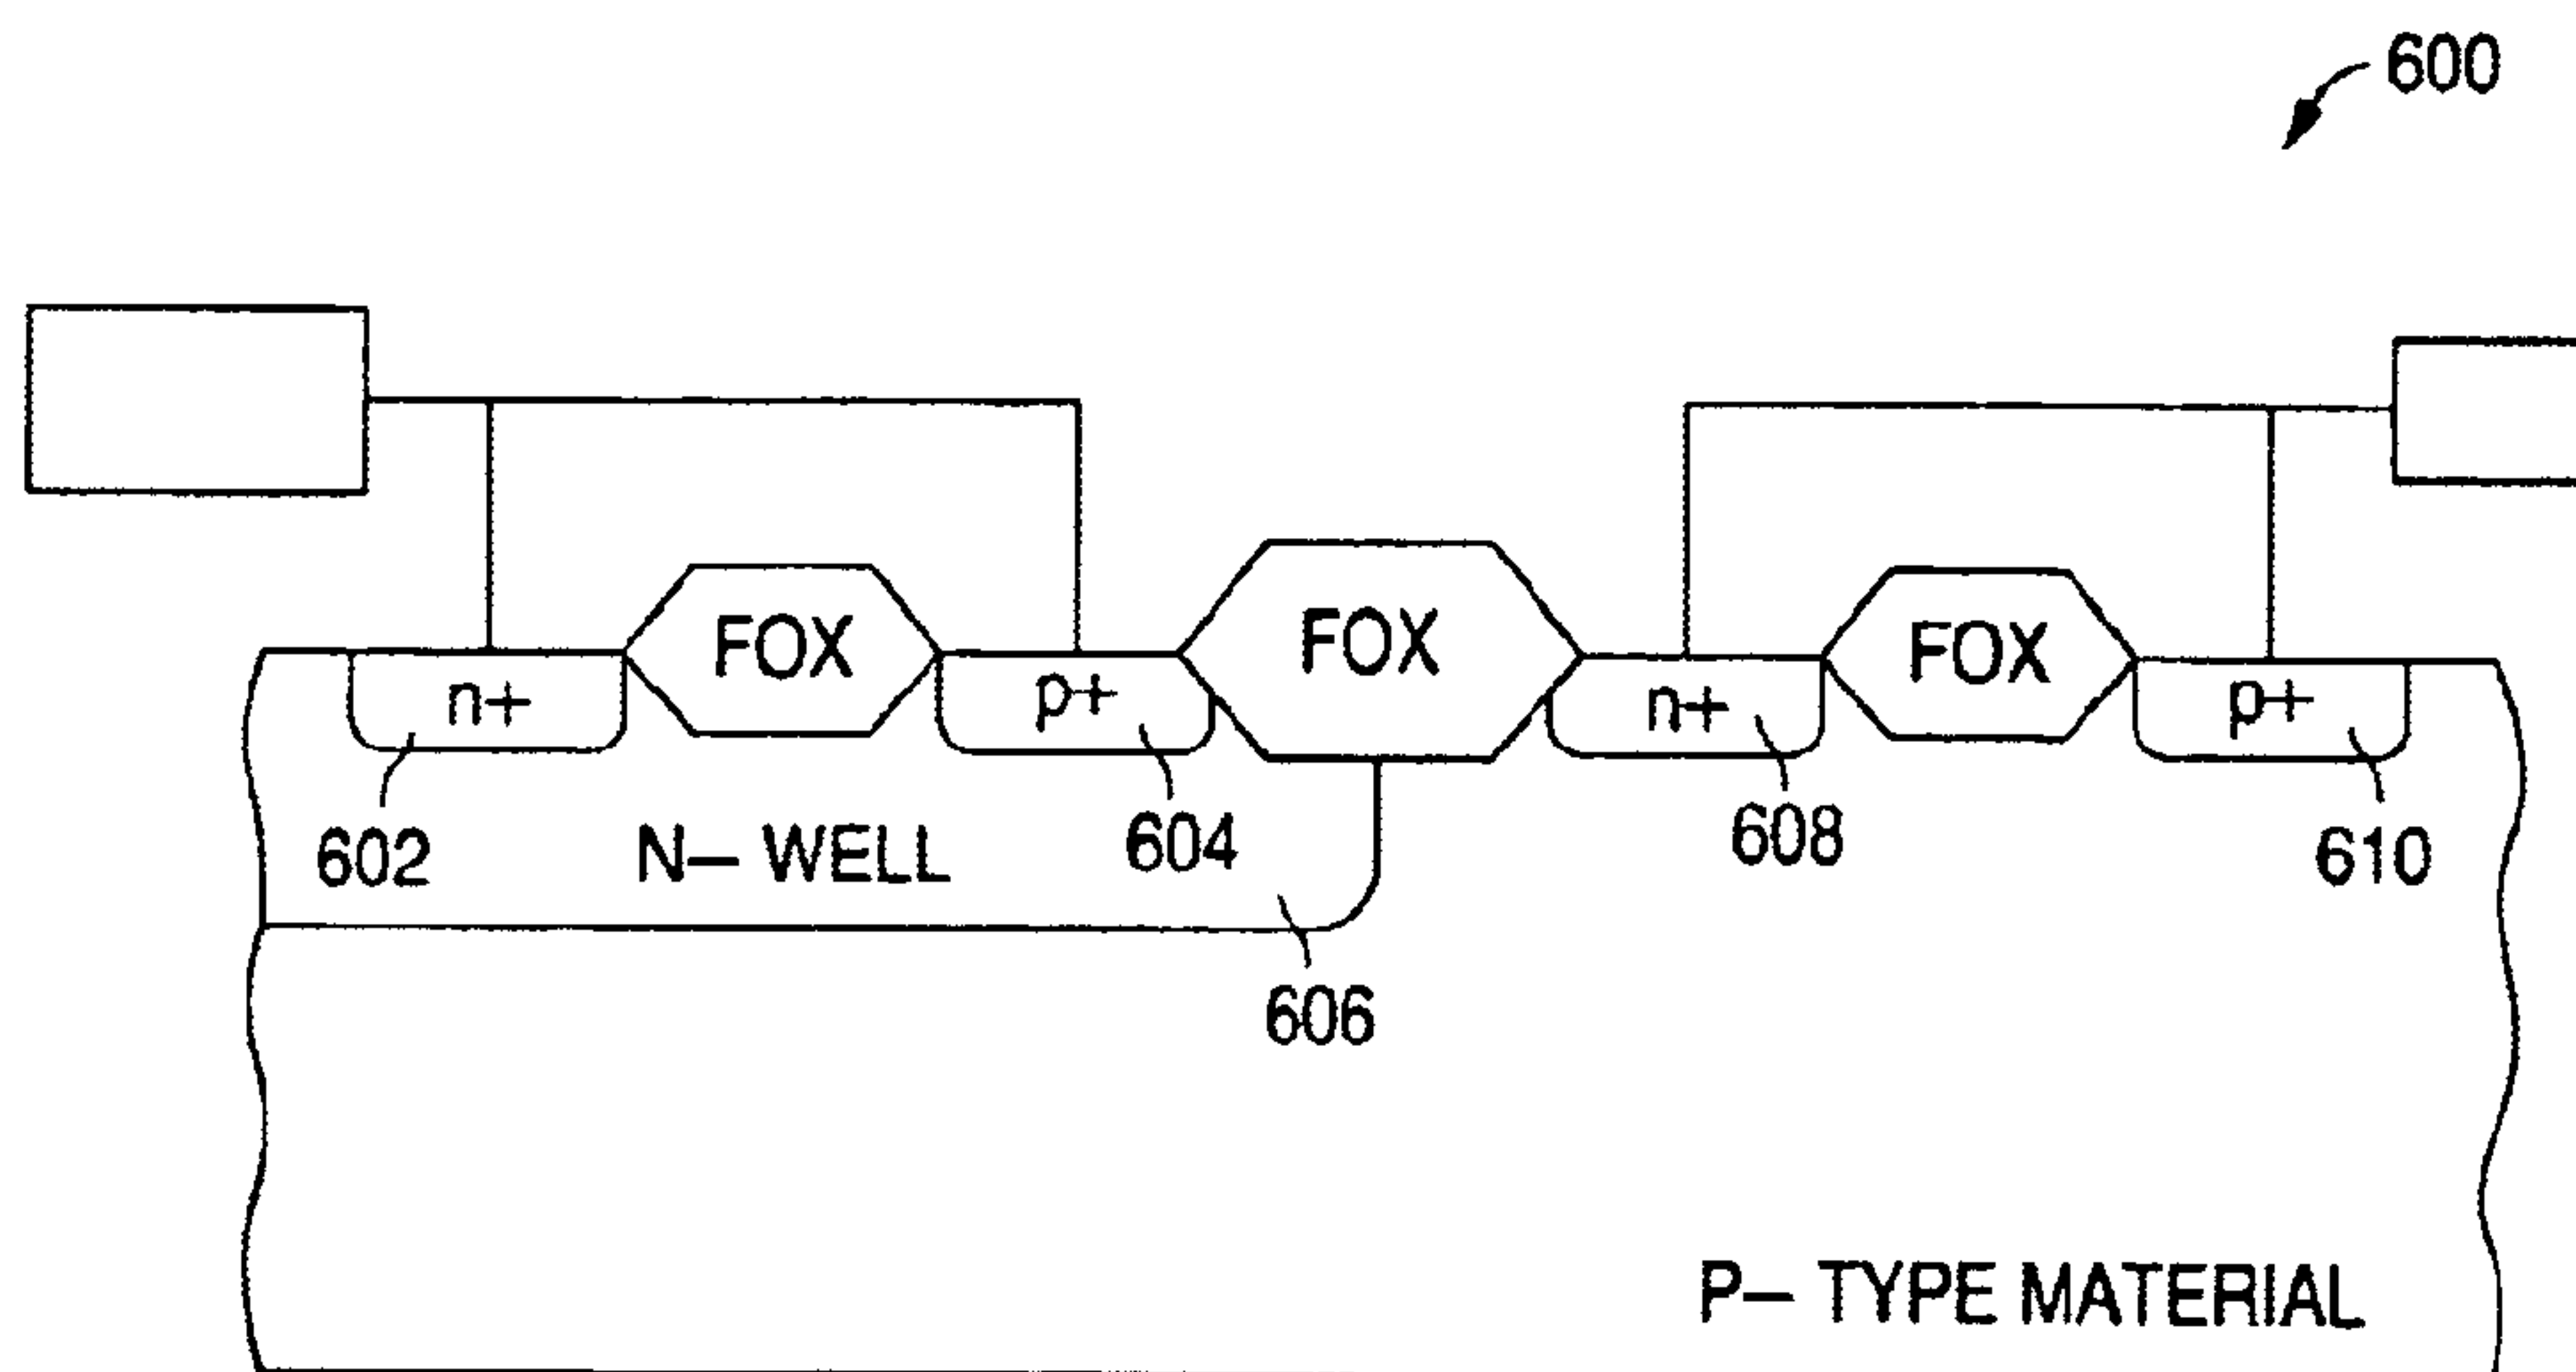 600
FOX
FOX
FOX
n+
p+
n+
p+
602
N– WELL
604
608
610
606
P– TYPE MATERIAL